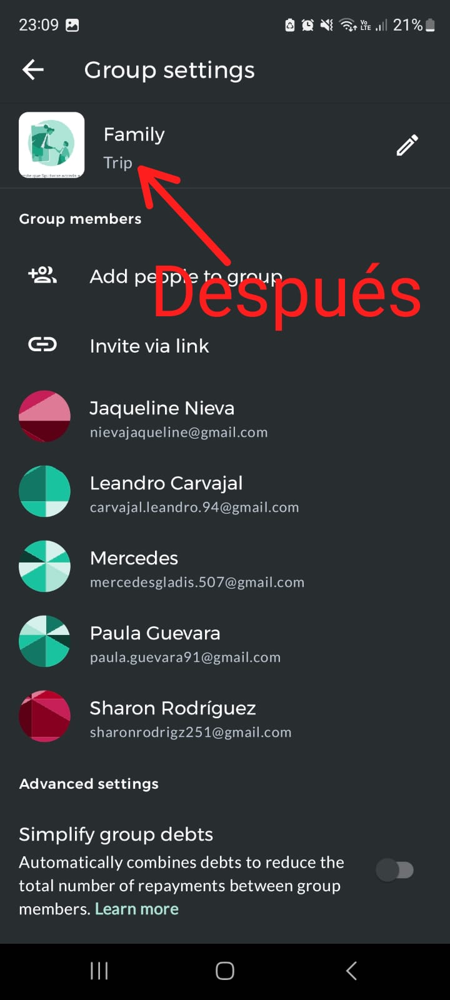 23:09
Vo
LTE
21%
Group settings
Family
Trip
Group members
Add people to group
Después
Invite via link
Jaqueline Nieva
nievajaqueline@gmail.com
Leandro Carvajal
carvajal.leandro.94@gmail.com
Mercedes
mercedesgladis.507@gmail.com
Paula Guevara
paula.guevara91@gmail.com
Sharon Rodríguez
sharonrodrigz251@gmail.com
Advanced settings
Simplify group debts
Automatically combines debts to reduce the
total number of repayments between group
members. Learn more